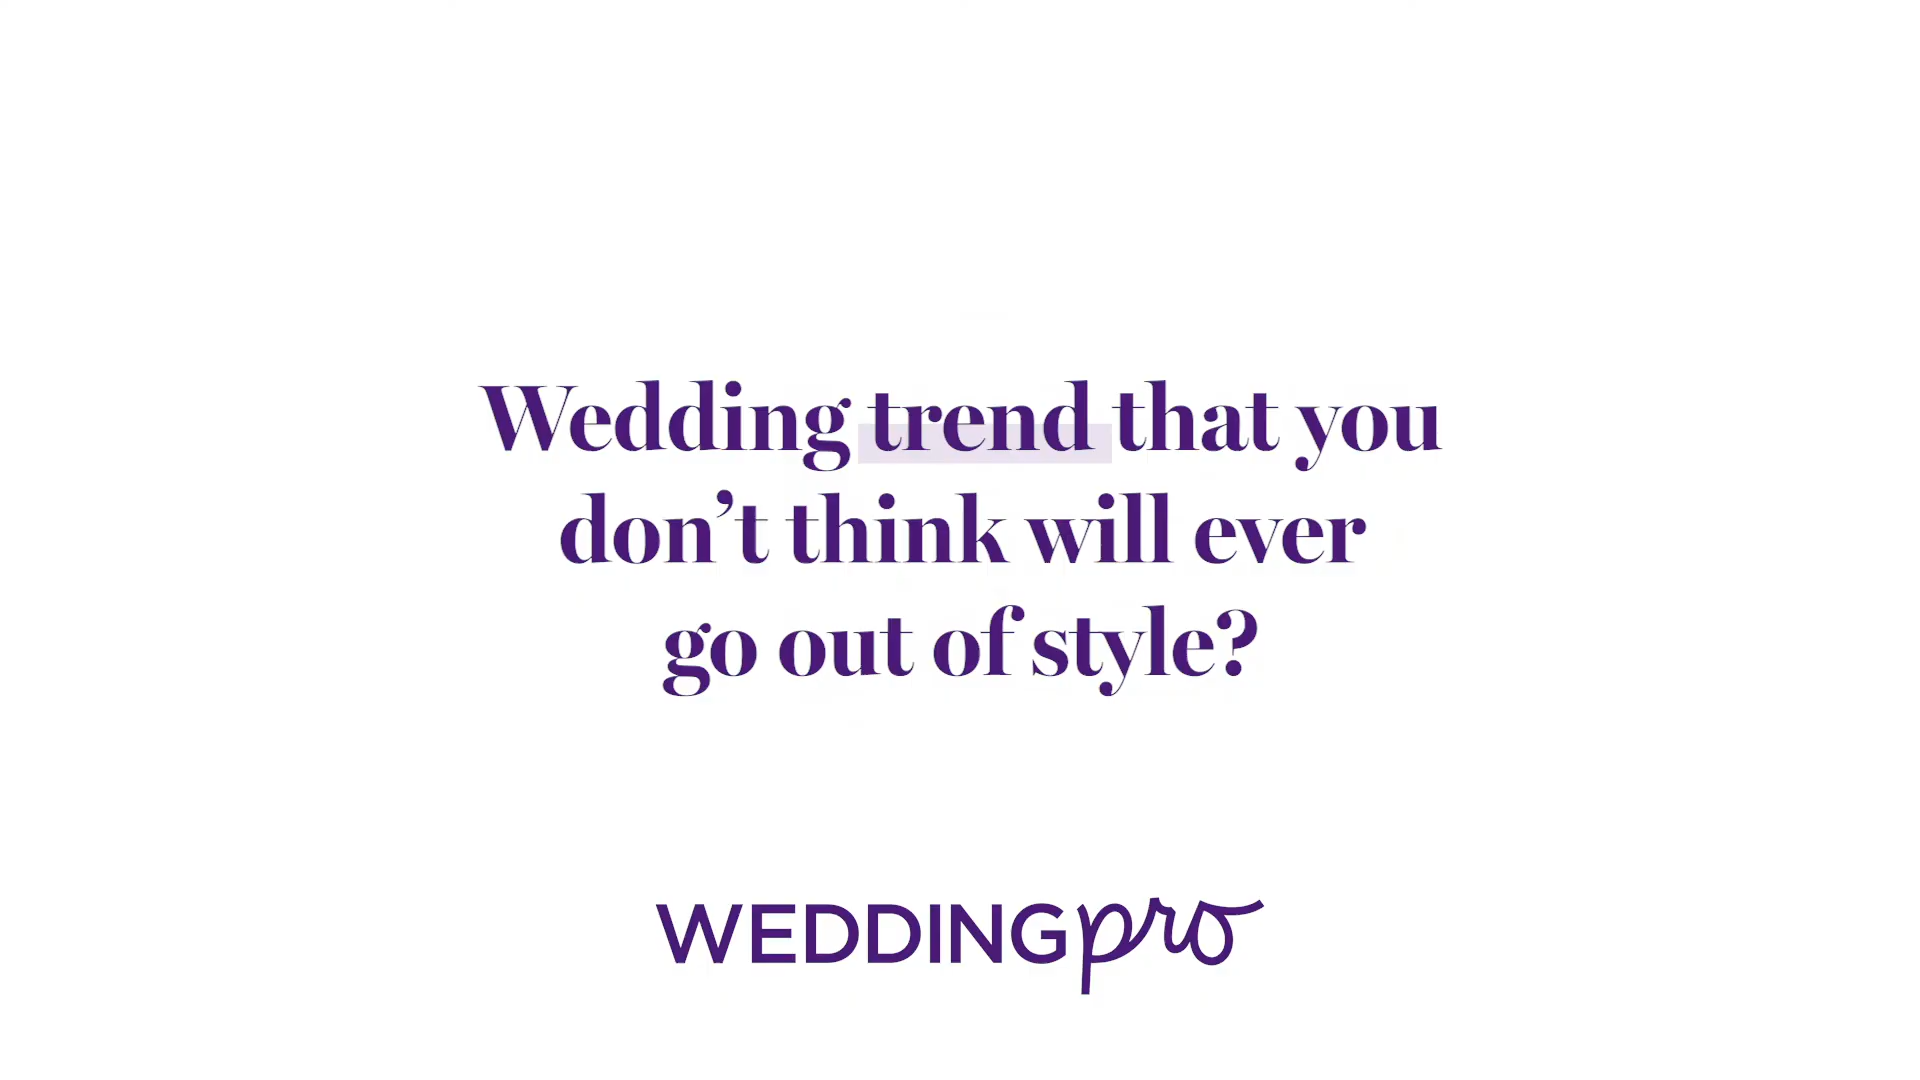 Wedding trend that you
don’t think will ever
go out of style?
WEDDINGpro